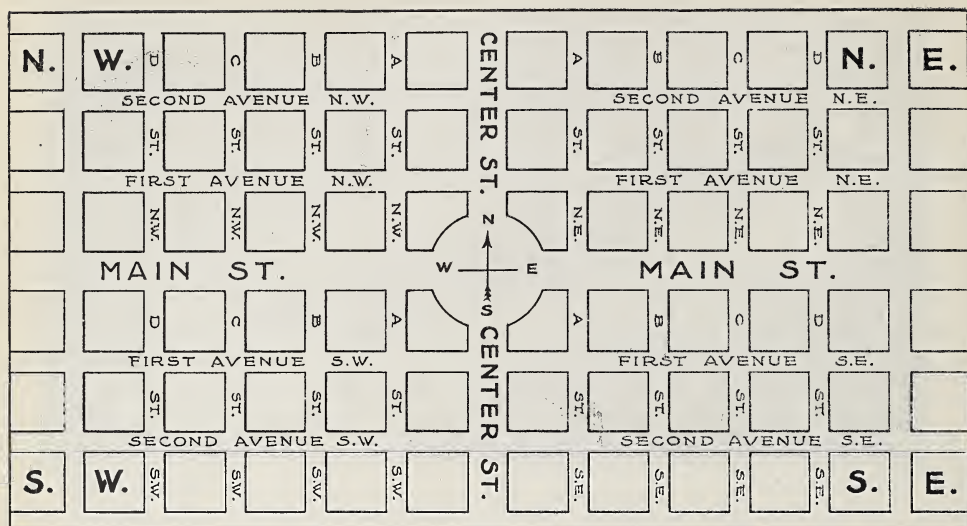 N. W. D C B A CENTER ST. A B C D N. E.
SECOND AVENUE N.W. SECOND AVENUE N.E.
ST. ST. ST. ST. ST. ST. ST. ST.
FIRST AVENUE N.W. FIRST AVENUE N.E.
N.W. N.W. N.W. N.W. N.E. N.E. N.E. N.E.
N
W E
S
MAIN ST. MAIN ST.
D C B A CENTER ST. A B C D
FIRST AVENUE S.W. FIRST AVENUE S.E.
ST. ST. ST. ST. ST. ST. ST. ST.
SECOND AVENUE S.W. SECOND AVENUE S.E.
S. W. S.W. S.W. S.W. S.W. S.E. S.E. S.E. S.E. S. E.